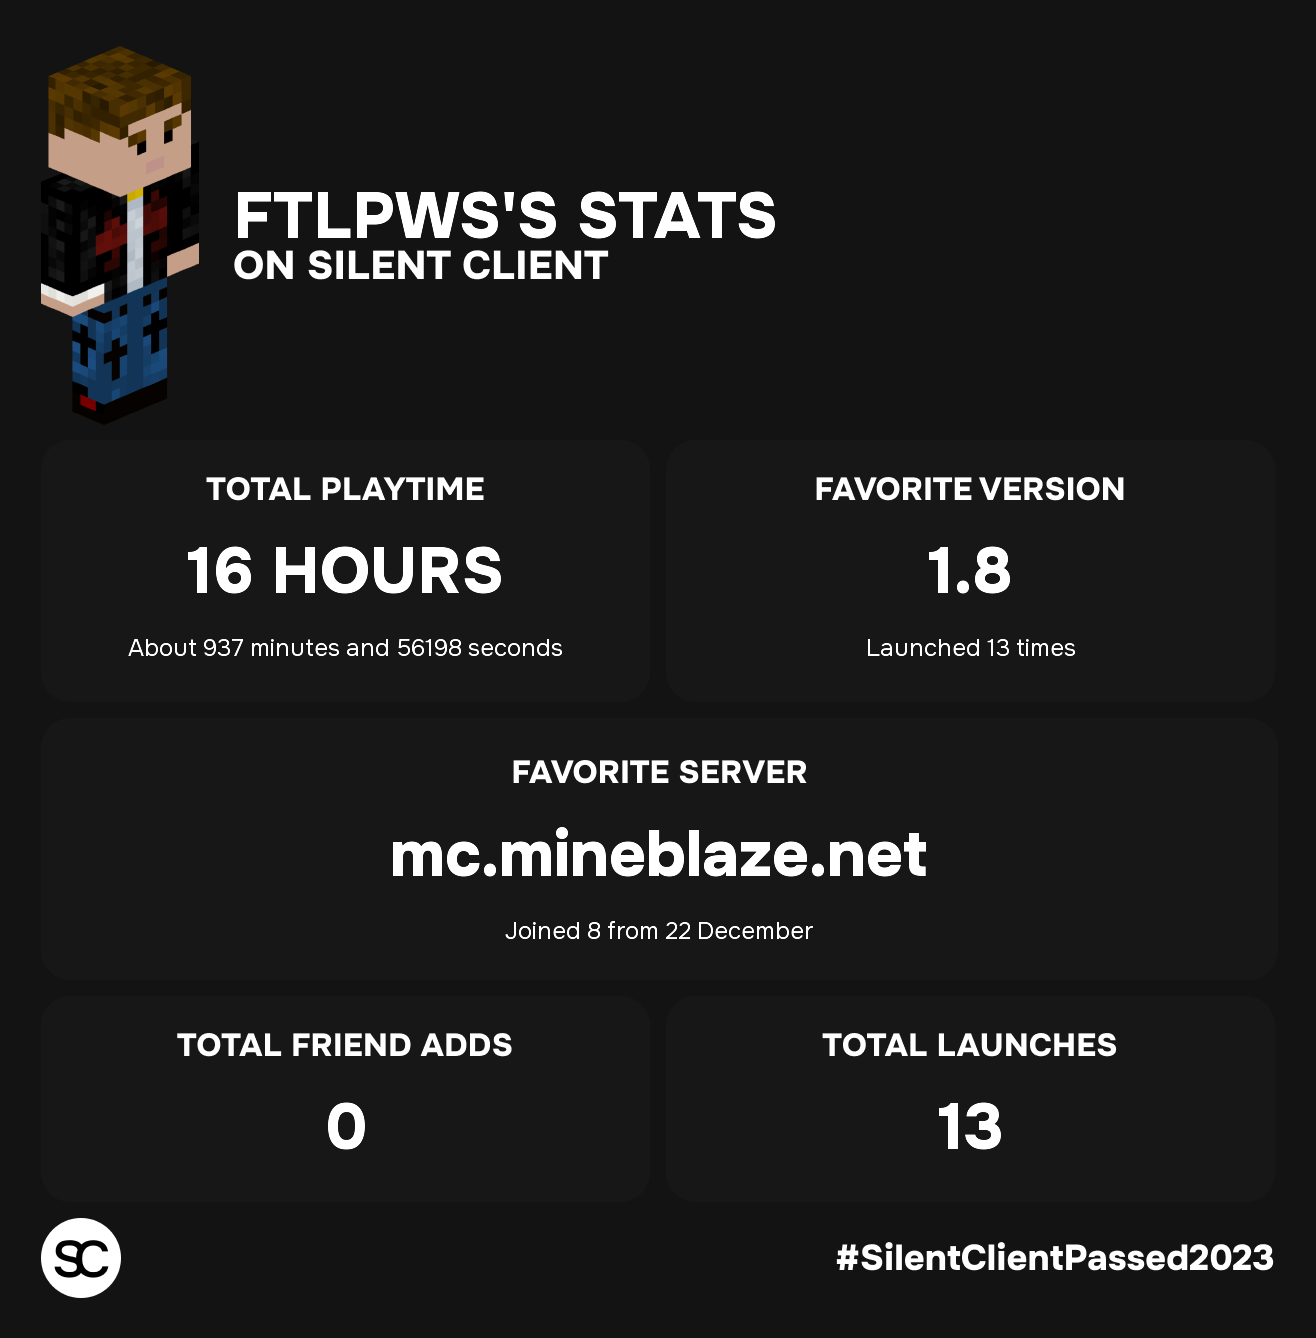 FTLPWS'S STATS
ON SILENT CLIENT
TOTAL PLAYTIME
16 HOURS
About 937 minutes and 56198 seconds
FAVORITE VERSION
1.8
Launched 13 times
FAVORITE SERVER
mc.mineblaze.net
Joined 8 from 22 December
TOTAL FRIEND ADDS
0
TOTAL LAUNCHES
13
SC
#SilentClientPassed2023